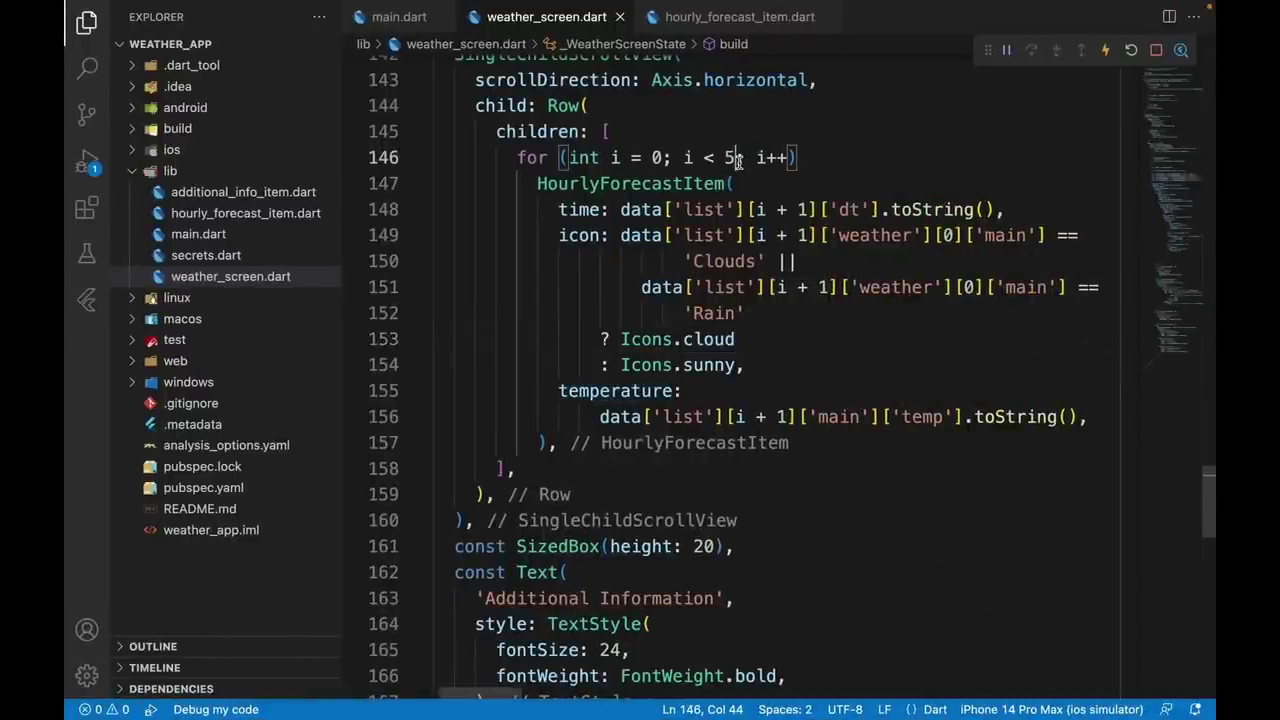 EXPLORER
WEATHER_APP
.dart_tool
.idea
android
build
ios
lib
additional_info_item.dart
hourly_forecast_item.dart
main.dart
secrets.dart
weather_screen.dart
linux
macos
test
web
windows
.gitignore
.metadata
analysis_options.yaml
pubspec.lock
pubspec.yaml
README.md
weather_app.iml
OUTLINE
TIMELINE
DEPENDENCIES
1
main.dart weather_screen.dart hourly_forecast_item.dart
lib > weather_screen.dart > _WeatherScreenState > build
142 SingleChildScrollView(
143 scrollDirection: Axis.horizontal,
144 child: Row(
145 children: [
146 for (int i = 0; i < 5; i++)
147 HourlyForecastItem(
148 time: data['list'][i + 1]['dt'].toString(),
149 icon: data['list'][i + 1]['weather'][0]['main'] ==
150 'Clouds' ||
151 data['list'][i + 1]['weather'][0]['main'] ==
152 'Rain'
153 ? Icons.cloud
154 : Icons.sunny,
155 temperature:
156 data['list'][i + 1]['main']['temp'].toString(),
157 ), // HourlyForecastItem
158 ],
159 ), // Row
160 ), // SingleChildScrollView
161 const SizedBox(height: 20),
162 const Text(
163 'Additional Information',
164 style: TextStyle(
165 fontSize: 24,
166 fontWeight: FontWeight.bold,
0 0 Debug my code Ln 146, Col 44 Spaces: 2 UTF-8 LF { } Dart iPhone 14 Pro Max (ios simulator)